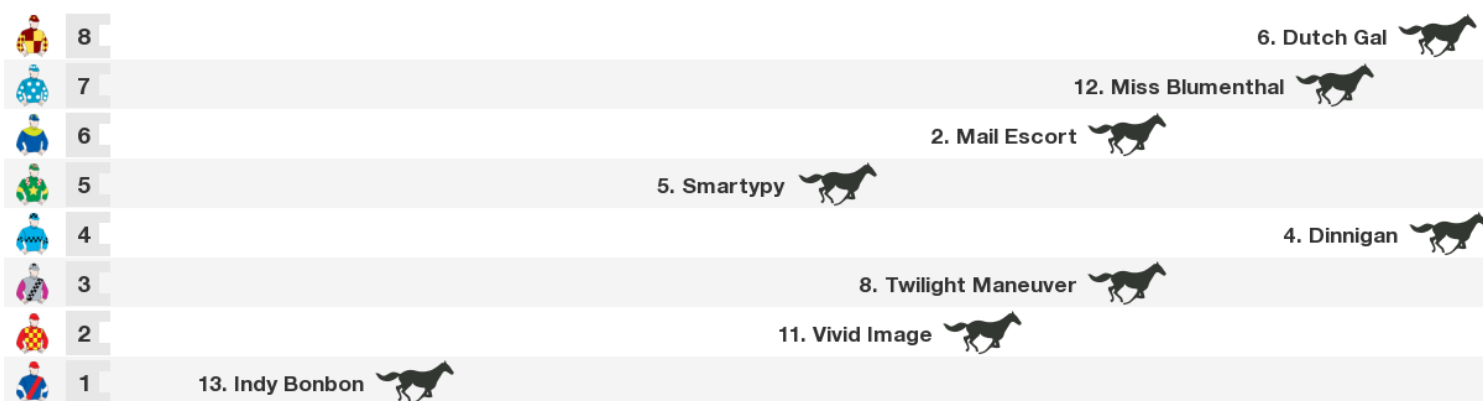 8 6. Dutch Gal
7 12. Miss Blumenthal
6 2. Mail Escort
5 5. Smartypy
4 4. Dinnigan
3 8. Twilight Maneuver
2 11. Vivid Image
1 13. Indy Bonbon